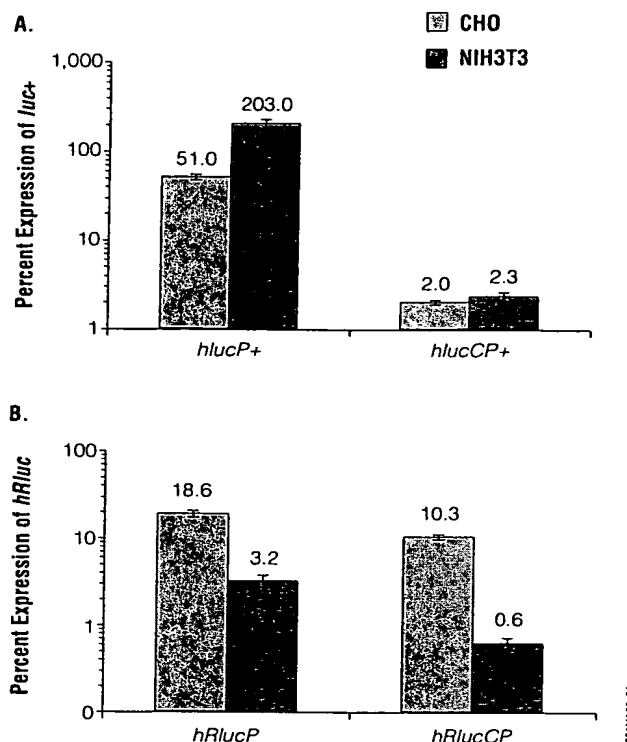 A.
CHO
NIH3T3
Percent Expression of luc+
1,000
100
10
1
51.0
203.0
2.0
2.3
hlucP+
hlucCP+
B.
Percent Expression of hRluc
100
10
1
0
18.6
3.2
10.3
0.6
hRlucP
hRlucCP